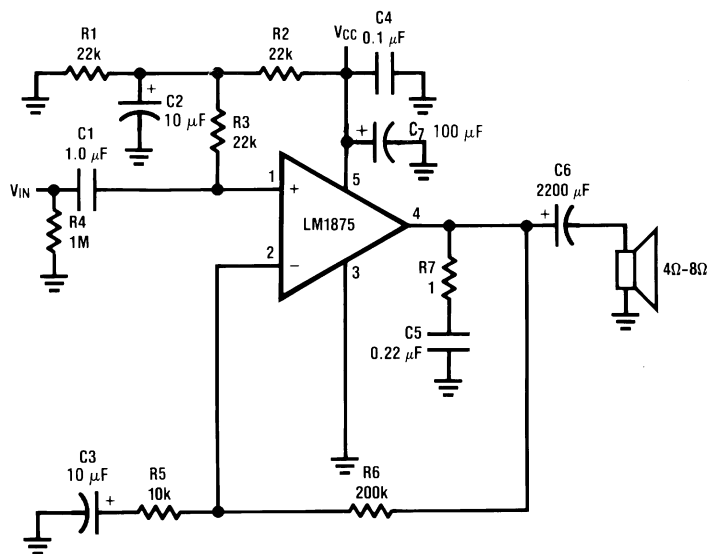 R1
22k
R2
22k
VCC
C4
0.1 μF
+
C2
10 μF
R3
22k
+
C7 100 μF
C1
1.0 μF
VIN
R4
1M
1
+
5
LM1875
4
2
−
3
C6
2200 μF
+
R7
1
4Ω-8Ω
C5
0.22 μF
C3
10 μF
+
R5
10k
R6
200k